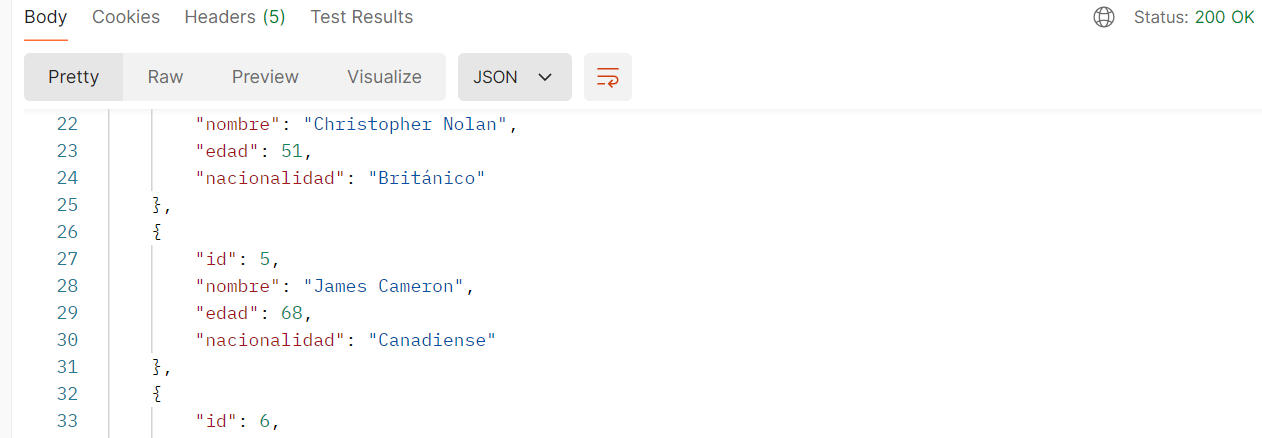 Body Cookies Headers (5) Test Results Status: 200 OK
Pretty Raw Preview Visualize JSON
22 "nombre": "Christopher Nolan",
23 "edad": 51,
24 "nacionalidad": "Británico"
25 },
26 {
27 "id": 5,
28 "nombre": "James Cameron",
29 "edad": 68,
30 "nacionalidad": "Canadiense"
31 },
32 {
33 "id": 6,